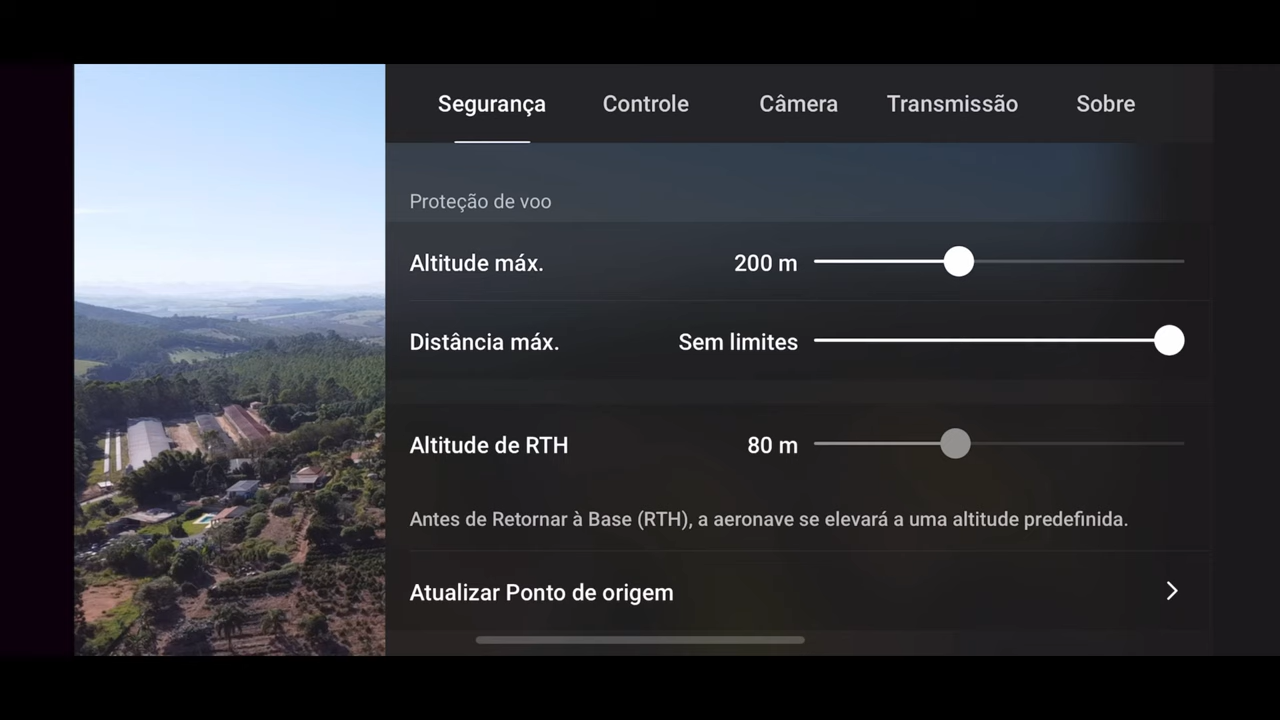 Segurança Controle Câmera Transmissão Sobre
Proteção de voo
Altitude máx. 200 m
Distância máx. Sem limites
Altitude de RTH 80 m
Antes de Retornar à Base (RTH), a aeronave se elevará a uma altitude predefinida.
Atualizar Ponto de origem